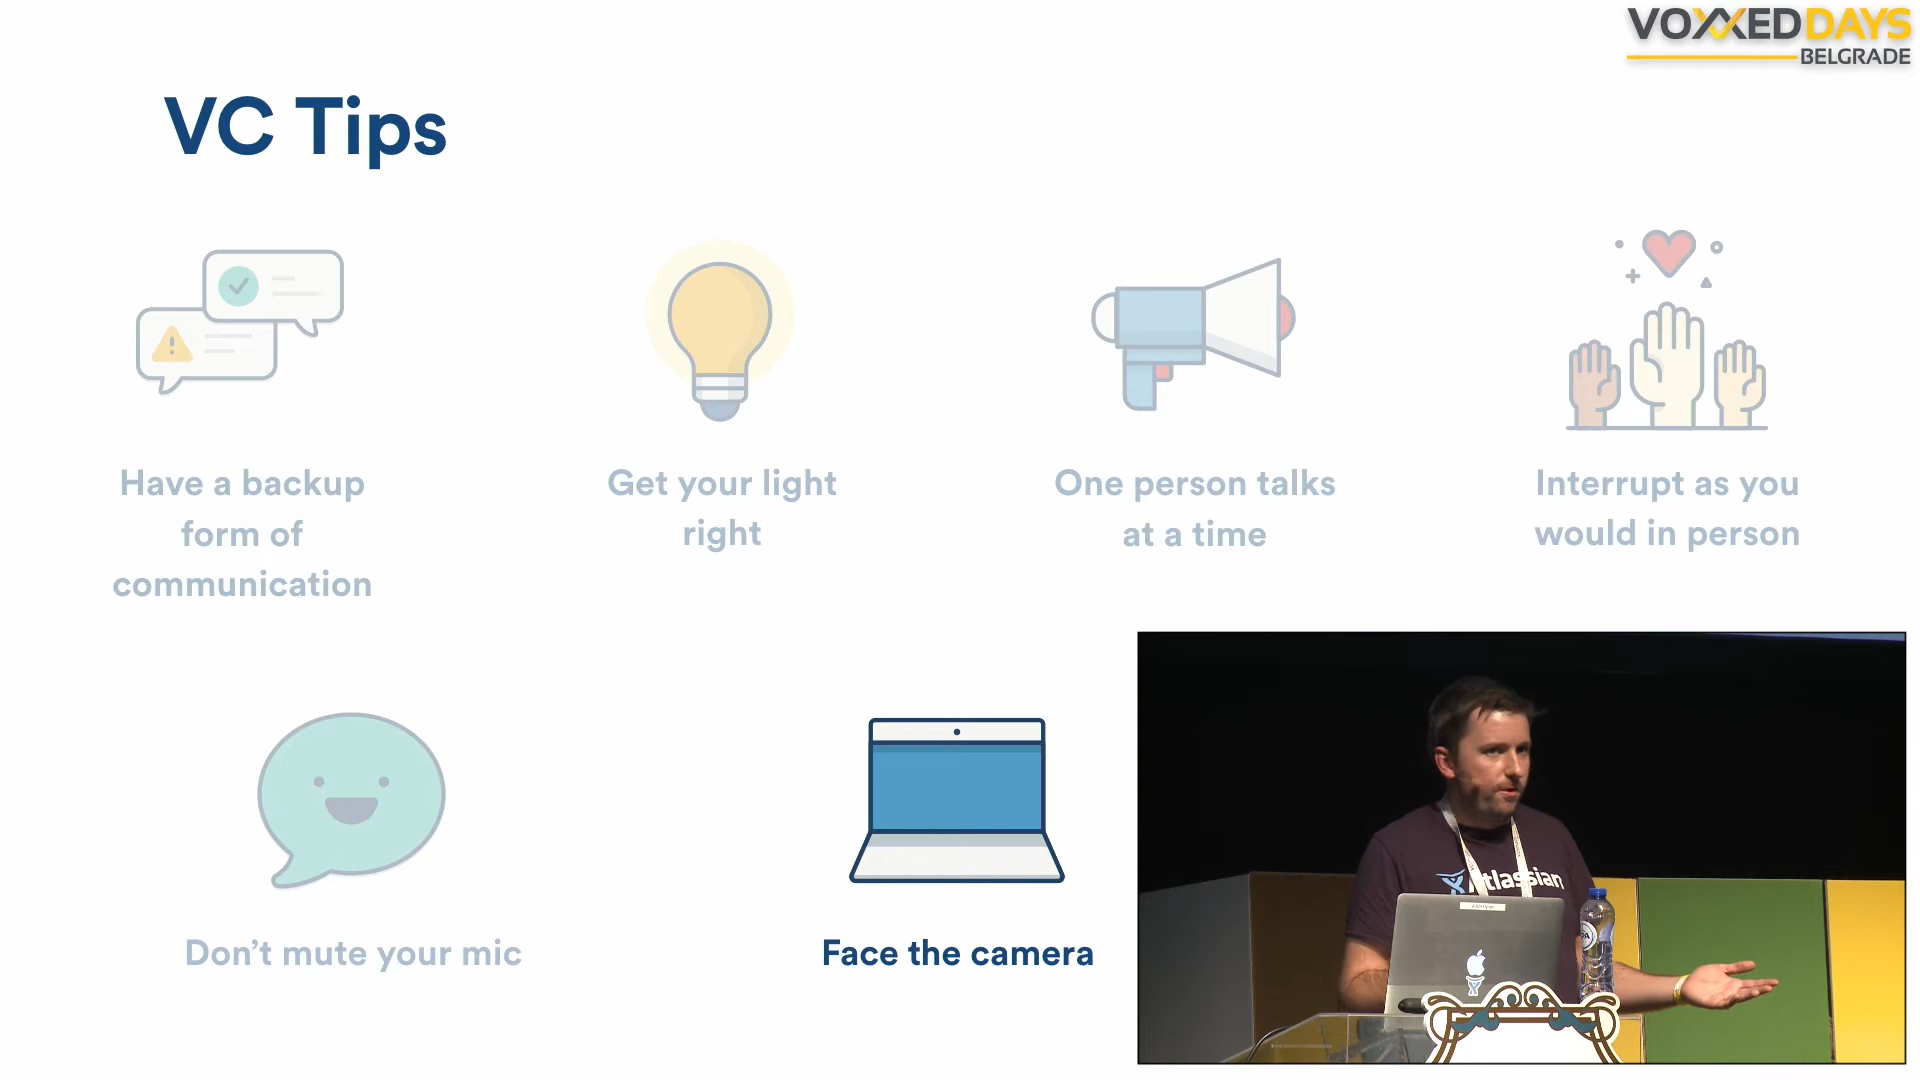 VOXXED DAYS
BELGRADE
VC Tips
Have a backup
form of
communication
Get your light
right
One person talks
at a time
Interrupt as you
would in person
Don’t mute your mic
Face the camera
Atlassian